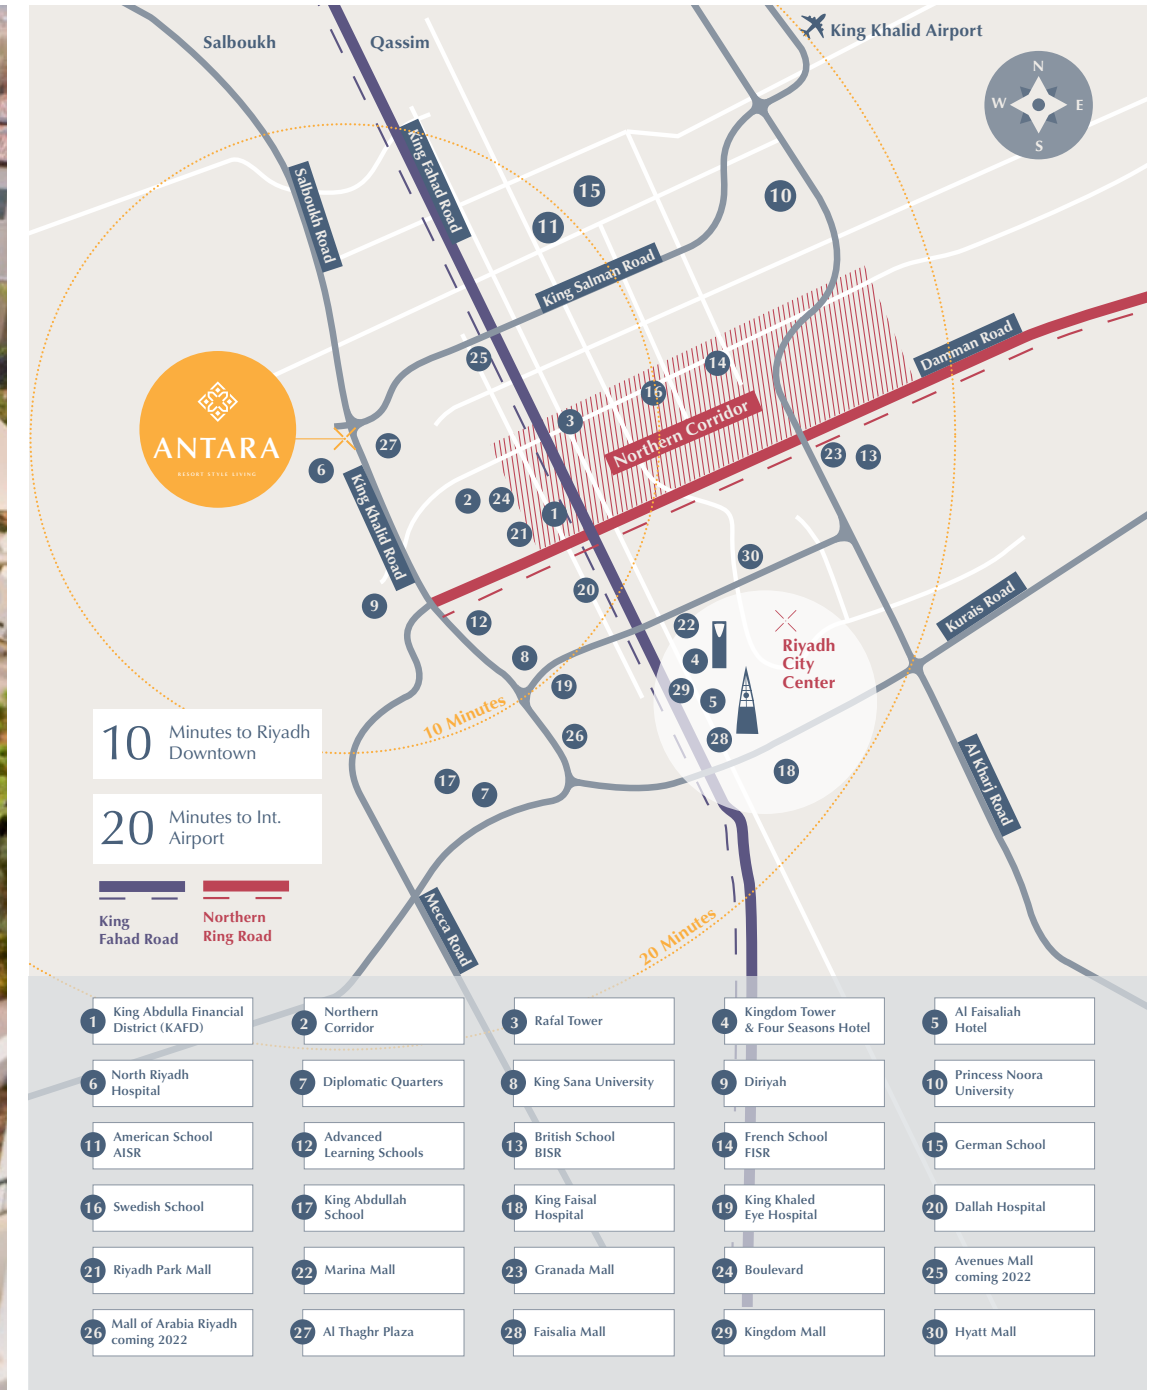 Salboukh
Qassim
King Khalid Airport
N
W
E
S
King Fahad Road
Salboukh Road
15
10
11
King Salman Road
25
14
Damman Road
16
3
Northern Corridor
ANTARA
RESORT STYLE LIVING
27
6
23
13
King Khalid Road
2
24
1
21
30
20
9
12
22
Kurais Road
8
4
Riyadh
City
Center
19
29
5
10 Minutes
26
28
18
17
7
Al Kharj Road
10
Minutes to Riyadh
Downtown
20
Minutes to Int.
Airport
King
Fahad Road
Northern
Ring Road
Mecca Road
20 Minutes
1
King Abdulla Financial
District (KAFD)
2
Northern
Corridor
3
Rafal Tower
4
Kingdom Tower
& Four Seasons Hotel
5
Al Faisaliah
Hotel
6
North Riyadh
Hospital
7
Diplomatic Quarters
8
King Sana University
9
Diriyah
10
Princess Noora
University
11
American School
AISR
12
Advanced
Learning Schools
13
British School
BISR
14
French School
FISR
15
German School
16
Swedish School
17
King Abdullah
School
18
King Faisal
Hospital
19
King Khaled
Eye Hospital
20
Dallah Hospital
21
Riyadh Park Mall
22
Marina Mall
23
Granada Mall
24
Boulevard
25
Avenues Mall
coming 2022
26
Mall of Arabia Riyadh
coming 2022
27
Al Thaghr Plaza
28
Faisalia Mall
29
Kingdom Mall
30
Hyatt Mall